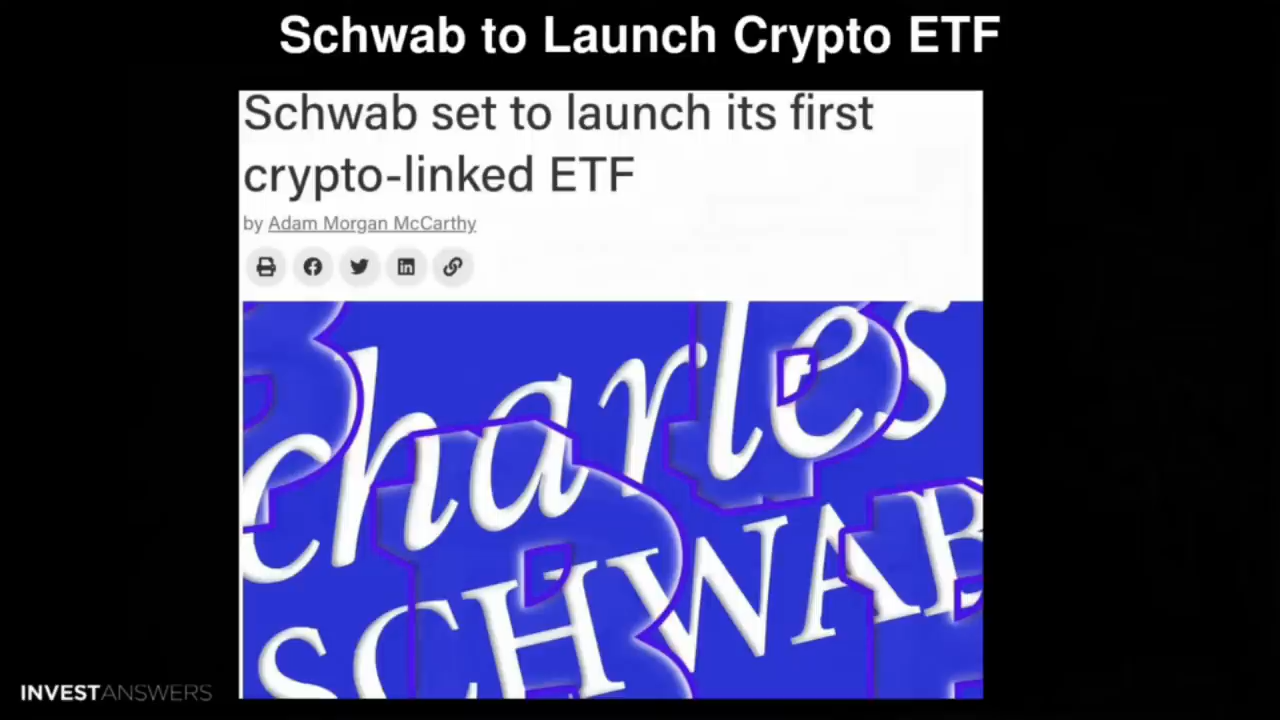 Schwab to Launch Crypto ETF
Schwab set to launch its first
crypto-linked ETF
by Adam Morgan McCarthy
charles
SCHWAB
INVESTANSWERS